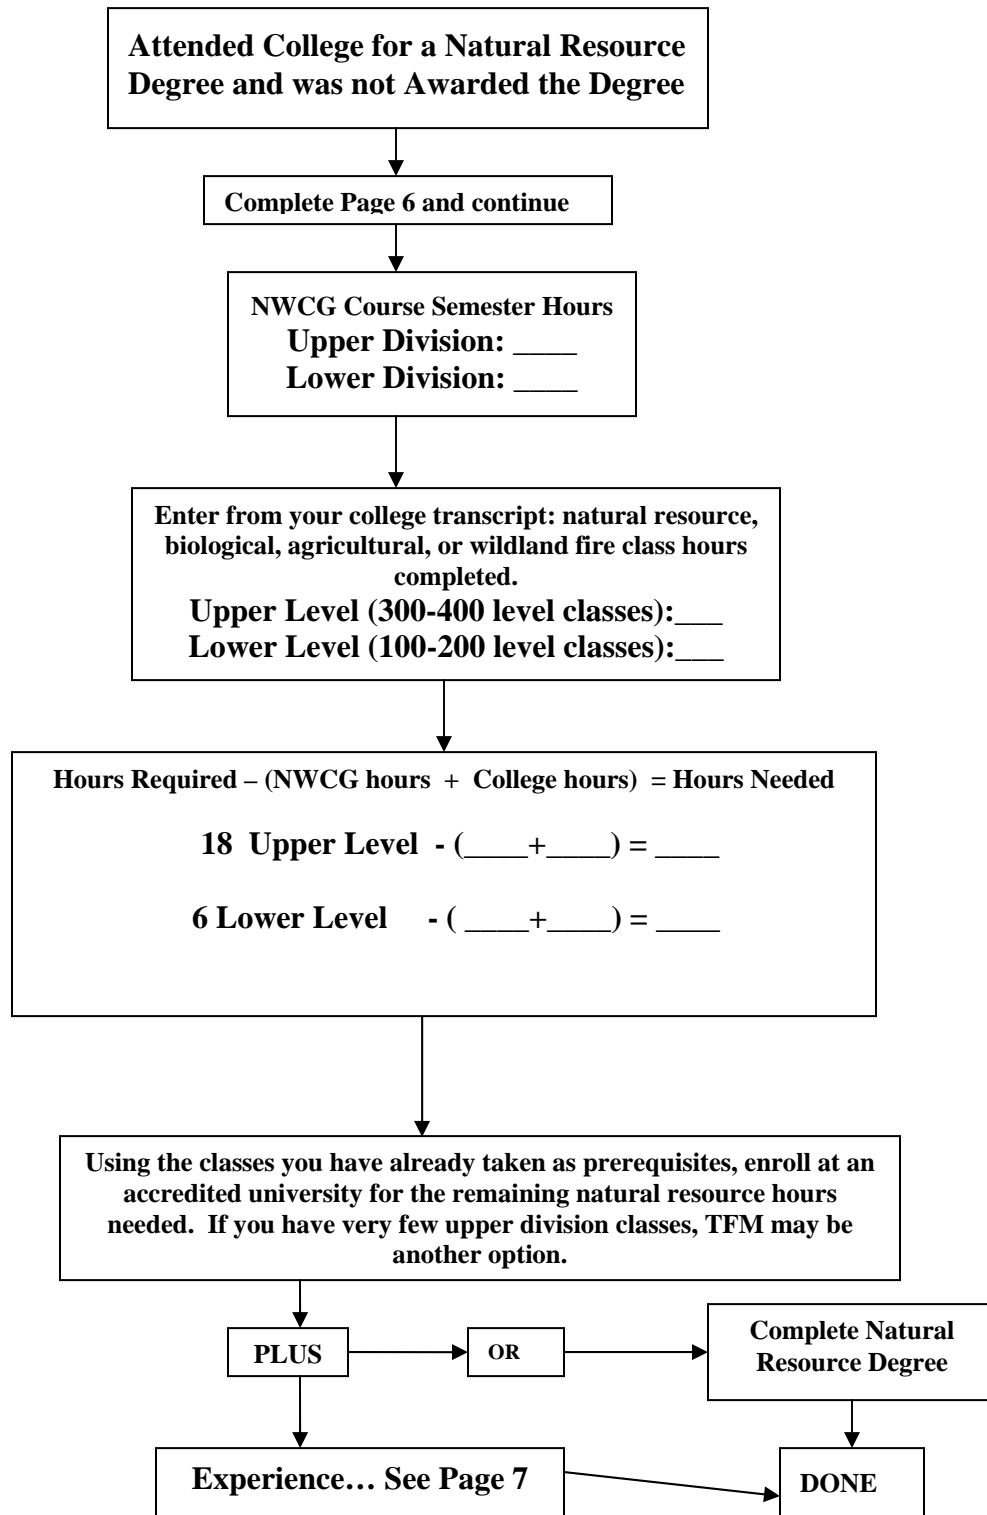 Attended College for a Natural Resource
Degree and was not Awarded the Degree
Complete Page 6 and continue
NWCG Course Semester Hours
Upper Division: ____
Lower Division: ____
Enter from your college transcript: natural resource,
biological, agricultural, or wildland fire class hours
completed.
Upper Level (300-400 level classes):___
Lower Level (100-200 level classes):___
Hours Required – (NWCG hours + College hours) = Hours Needed
18 Upper Level - (____+____) = ____
6 Lower Level - ( ____+____) = ____
Using the classes you have already taken as prerequisites, enroll at an
accredited university for the remaining natural resource hours
needed. If you have very few upper division classes, TFM may be
another option.
PLUS
OR
Complete Natural
Resource Degree
Experience… See Page 7
DONE